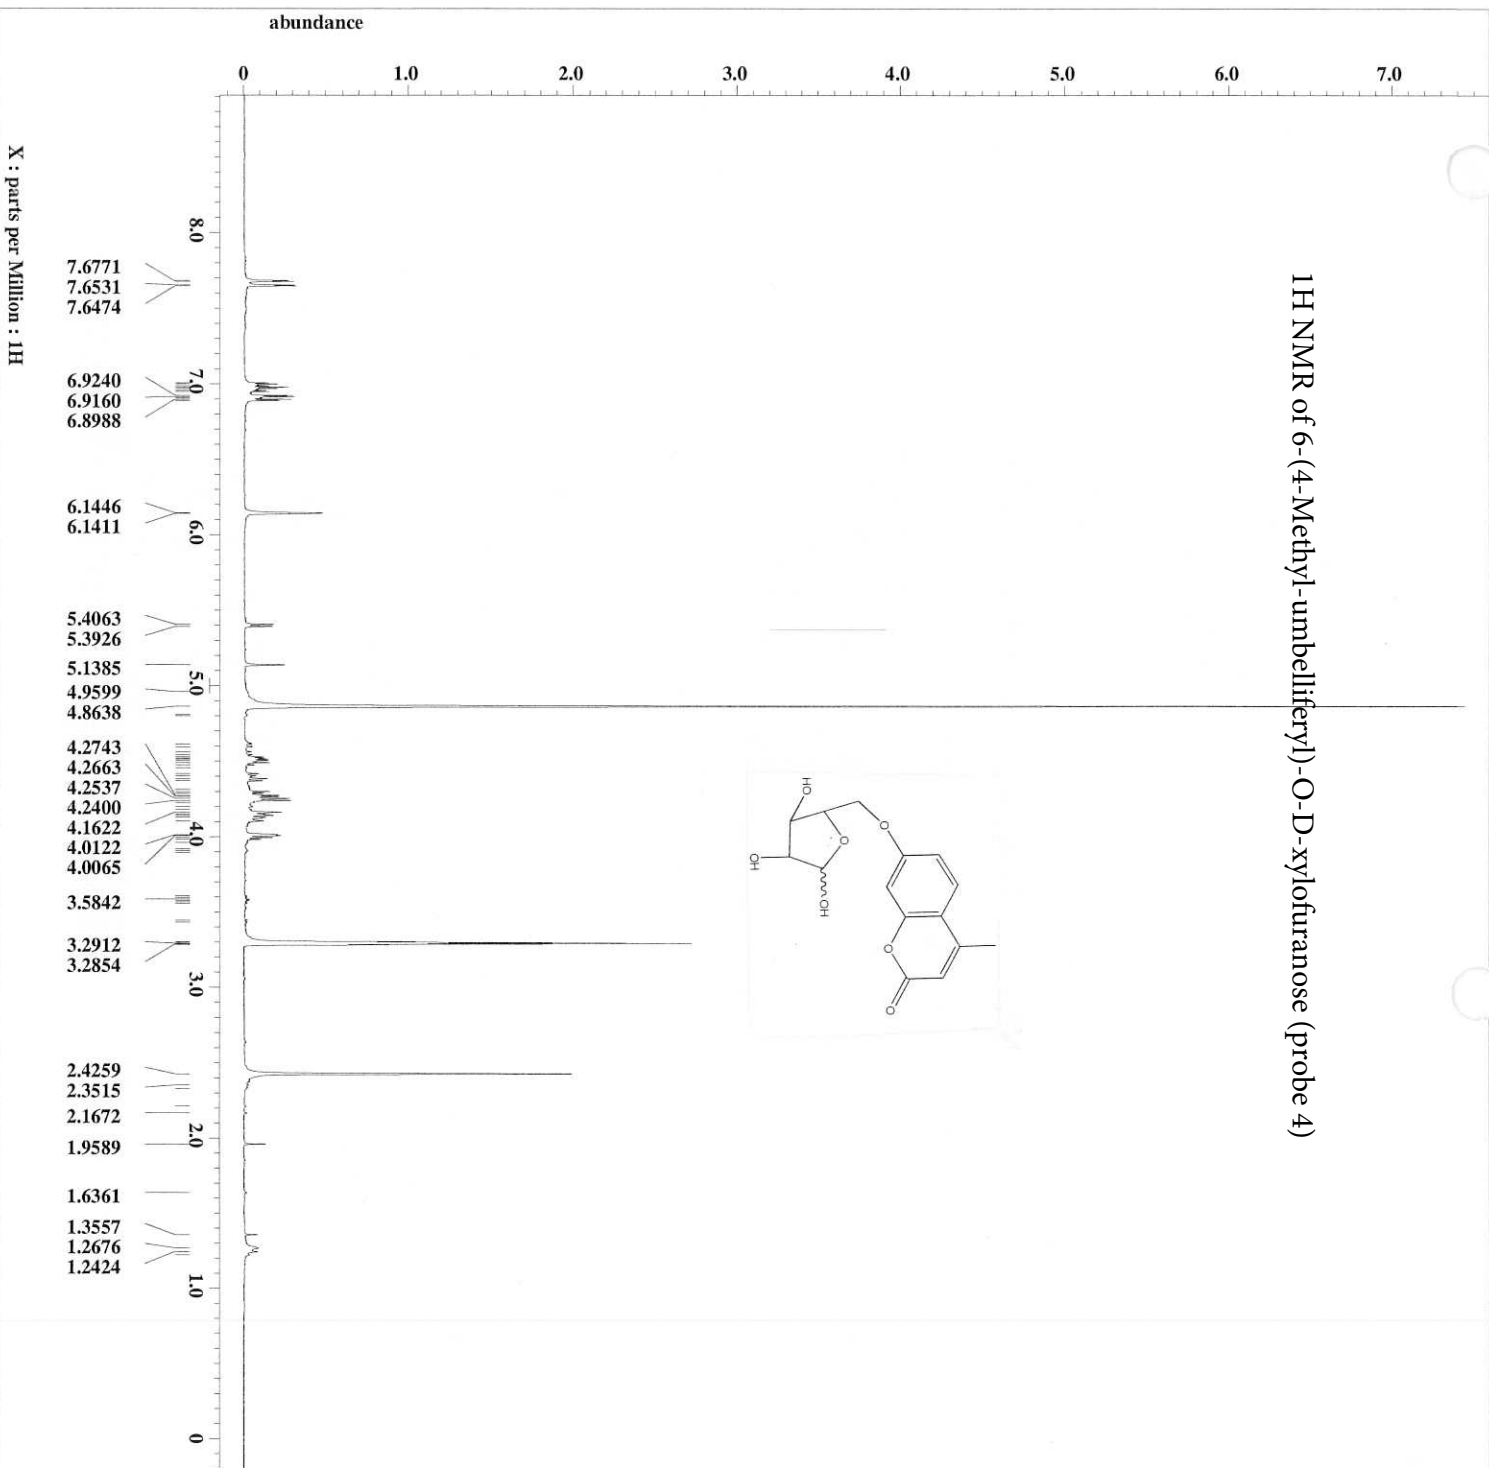 1H NMR of 6-(4-Methyl-umbelliferyl)-O-D-xylofuranose (probe 4)
abundance
0 1.0 2.0 3.0 4.0 5.0 6.0 7.0
8.0 7.0 6.0 5.0 4.0 3.0 2.0 1.0 0
HO
OH
OH
O
O
O
O
7.6771
7.6531
7.6474
6.9240
6.9160
6.8988
6.1446
6.1411
5.4063
5.3926
5.1385
4.9599
4.8638
4.2743
4.2663
4.2537
4.2400
4.1622
4.0122
4.0065
3.5842
3.2912
3.2854
2.4259
2.3515
2.1672
1.9589
1.6361
1.3557
1.2676
1.2424
X : parts per Million : 1H